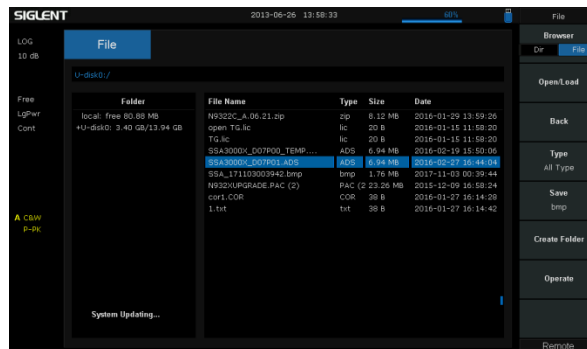 SIGLENT 2013-06-26 13:58:33 60% File
LOG
10 dB
File
Browser
Dir File
U-disk0:/
Open/Load
Free
LgPwr
Cont
Folder
local: free 80.88 MB
+U-disk0: 3.40 GB/13.94 GB
File Name Type Size Date
N9322C_A.06.21.zip zip 8.12 MB 2016-01-29 13:59:26
open TG.lic lic 20 B 2016-01-15 11:58:20
TG.lic lic 20 B 2016-01-15 11:58:20
SSA3000X_D07P00_TEMP.... ADS 6.94 MB 2016-02-19 15:50:06
SSA3000X_D07P01.ADS ADS 6.94 MB 2016-02-27 16:44:04
SSA_171103003942.bmp bmp 1.76 MB 2017-11-03 00:39:44
N932XUPGRADE.PAC (2) PAC (2 23.26 MB 2015-12-09 16:58:24
cor1.COR COR 38 B 2016-01-27 16:14:28
1.txt txt 38 B 2016-01-27 16:14:42
Back
Type
All Type
Save
bmp
A C&W
P-PK
Create Folder
Operate
System Updating...
Remote